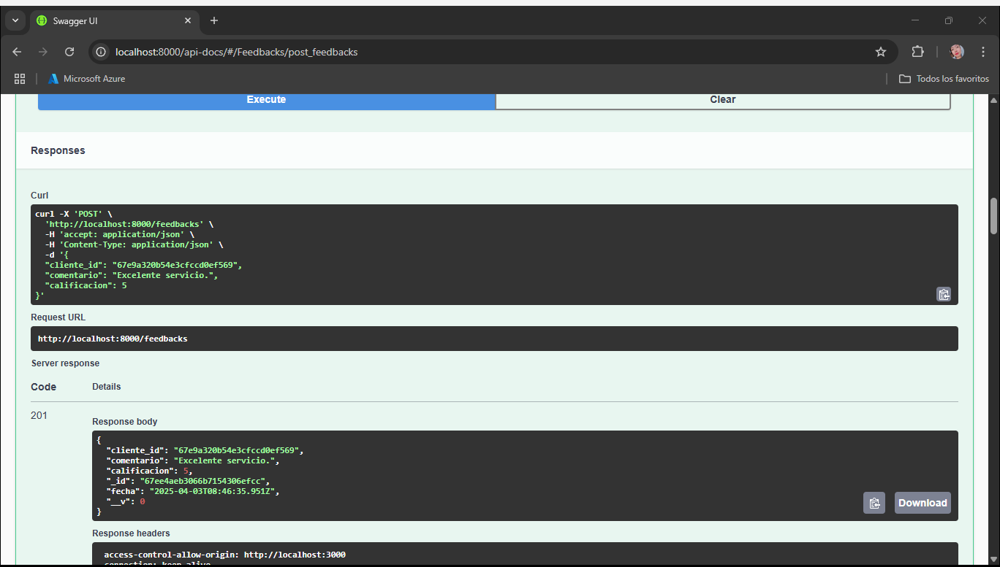 Swagger UI
localhost:8000/api-docs/#/Feedbacks/post_feedbacks
Microsoft Azure
Todos los favoritos
Execute
Clear
Responses
Curl
curl -X 'POST' \
  'http://localhost:8000/feedbacks' \
  -H 'accept: application/json' \
  -H 'Content-Type: application/json' \
  -d '{
  "cliente_id": "67e9a320b54e3cfccd0ef569",
  "comentario": "Excelente servicio.",
  "calificacion": 5
}'
Request URL
http://localhost:8000/feedbacks
Server response
Code Details
201
Response body
{
  "cliente_id": "67e9a320b54e3cfccd0ef569",
  "comentario": "Excelente servicio.",
  "calificacion": 5,
  "_id": "67ee4aeb3066b7154306efcc",
  "fecha": "2025-04-03T08:46:35.951Z",
  "__v": 0
}
Download
Response headers
access-control-allow-origin: http://localhost:3000
connection: keep-alive